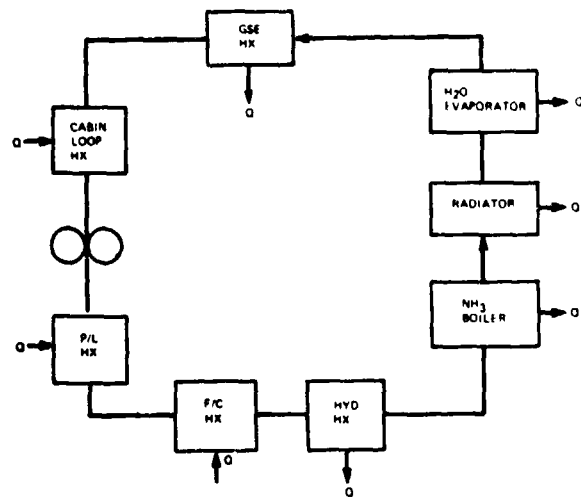 GSE
HX
Q
H2O
EVAPORATOR
Q
CABIN
LOOP
HX
Q
RADIATOR
Q
NH3
BOILER
Q
P/L
HX
Q
F/C
HX
Q
HYD
HX
Q